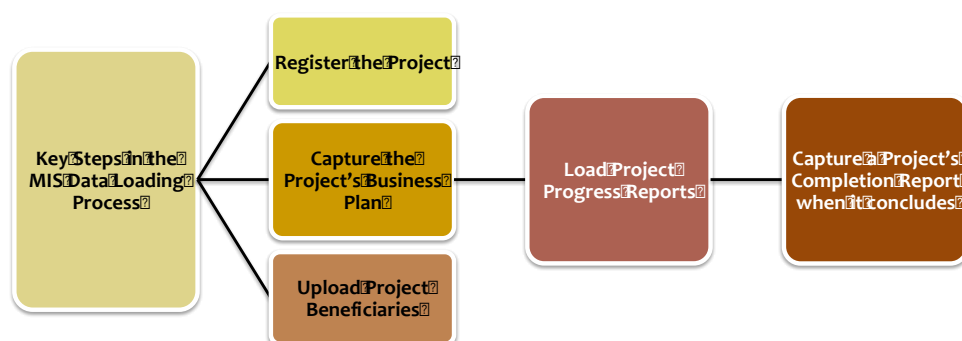 Key Steps in the
MIS Data Loading
Process
Register the Project
Capture the
Project's Business
Plan
Upload Project
Beneficiaries
Load Project
Progress Reports
Capture a Project's
Completion Report
when it concludes